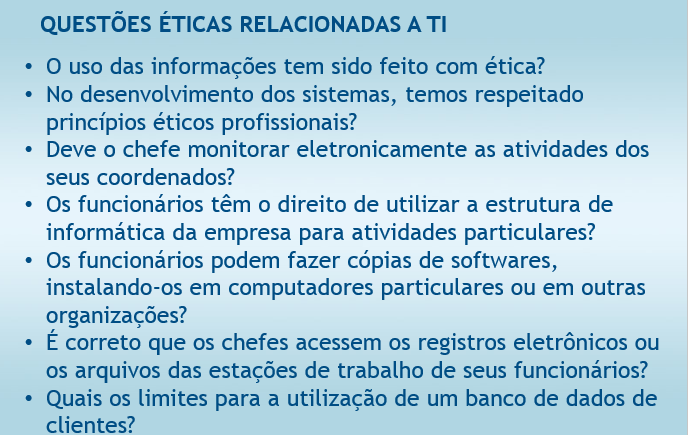 QUESTÕES ÉTICAS RELACIONADAS A TI
• O uso das informações tem sido feito com ética?
• No desenvolvimento dos sistemas, temos respeitado
princípios éticos profissionais?
• Deve o chefe monitorar eletronicamente as atividades dos
seus coordenados?
• Os funcionários têm o direito de utilizar a estrutura de
informática da empresa para atividades particulares?
• Os funcionários podem fazer cópias de softwares,
instalando-os em computadores particulares ou em outras
organizações?
• É correto que os chefes acessem os registros eletrônicos ou
os arquivos das estações de trabalho de seus funcionários?
• Quais os limites para a utilização de um banco de dados de
clientes?